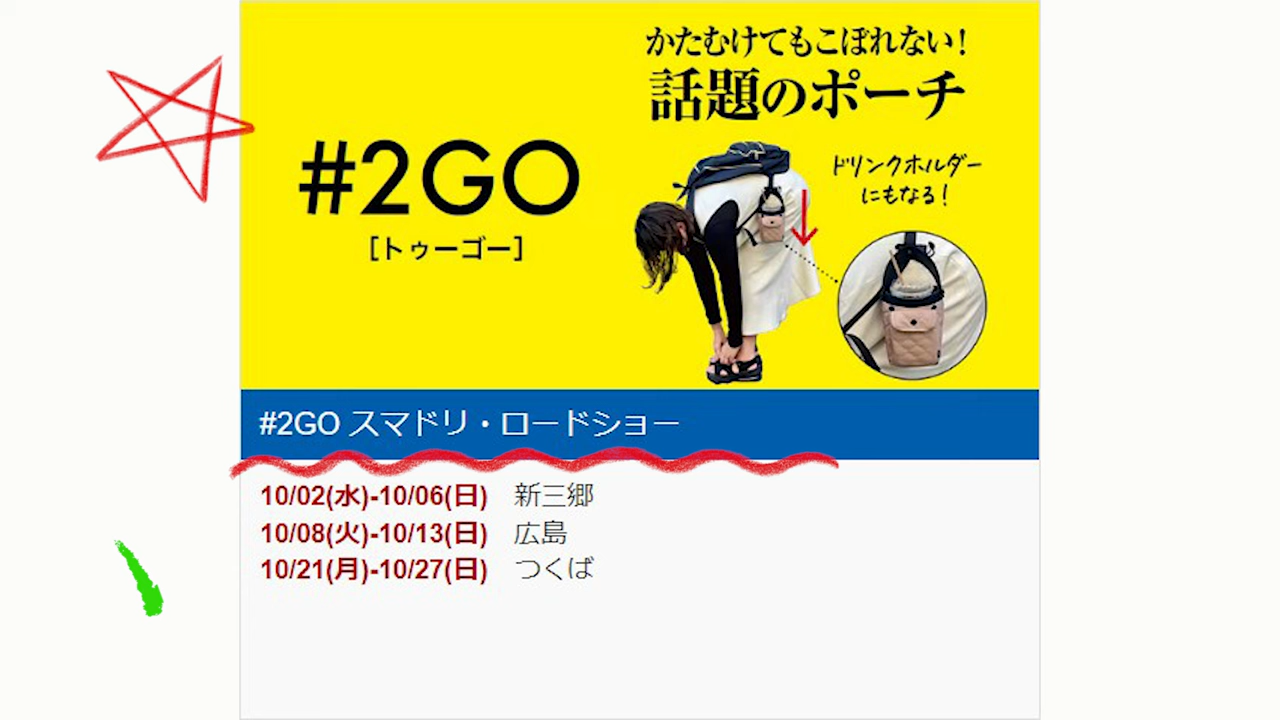 かたむけてもこぼれない！
話題のポーチ
#2GO
[トゥーゴー]
ドリンクホルダー
にもなる！
#2GO スマドリ・ロードショー
10/02(水)-10/06(日) 新三郷
10/08(火)-10/13(日) 広島
10/21(月)-10/27(日) つくば